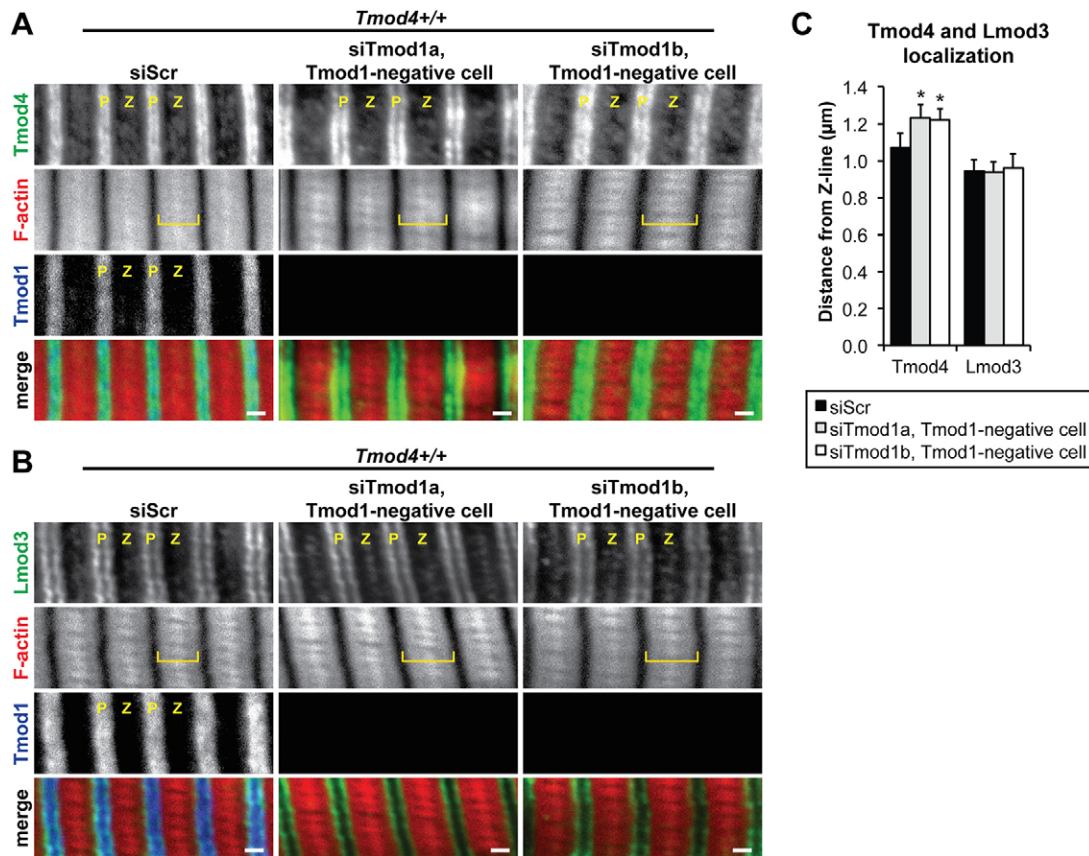 A
Tmod4+/+
siScr
siTmod1a,
Tmod1-negative cell
siTmod1b,
Tmod1-negative cell
Tmod4
P Z P Z
P Z P Z
P Z P Z
F-actin
Tmod1
P Z P Z
merge
B
Tmod4+/+
siScr
siTmod1a,
Tmod1-negative cell
siTmod1b,
Tmod1-negative cell
Lmod3
P Z P Z
P Z P Z
P Z P Z
F-actin
Tmod1
P Z P Z
merge
C
Tmod4 and Lmod3
localization
Distance from Z-line (µm)
1.4
1.2
1.0
0.8
0.6
0.4
0.2
0.0
* *
Tmod4 Lmod3
siScr
siTmod1a, Tmod1-negative cell
siTmod1b, Tmod1-negative cell